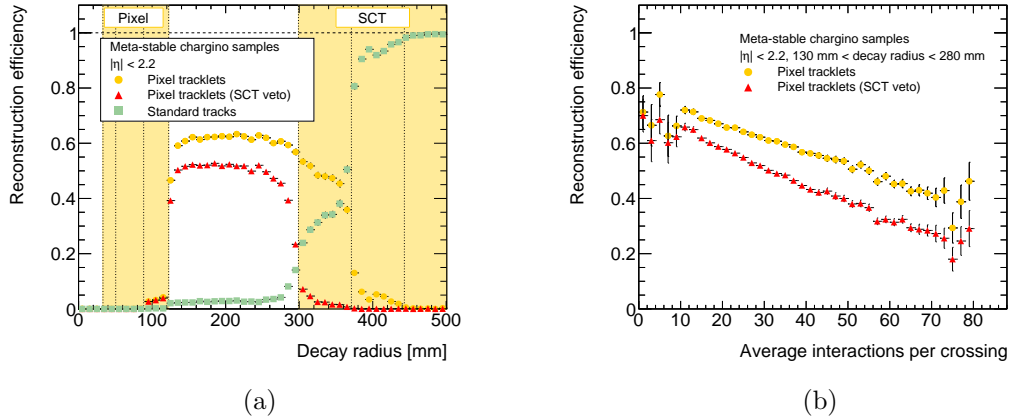 Pixel
SCT
Meta-stable chargino samples
|η| < 2.2
Pixel tracklets
Pixel tracklets (SCT veto)
Standard tracks
Reconstruction efficiency
1
0.8
0.6
0.4
0.2
0
0 100 200 300 400 500
Decay radius [mm]
(a)
Meta-stable chargino samples
|η| < 2.2, 130 mm < decay radius < 280 mm
Pixel tracklets
Pixel tracklets (SCT veto)
Reconstruction efficiency
1
0.8
0.6
0.4
0.2
0
0 10 20 30 40 50 60 70 80
Average interactions per crossing
(b)